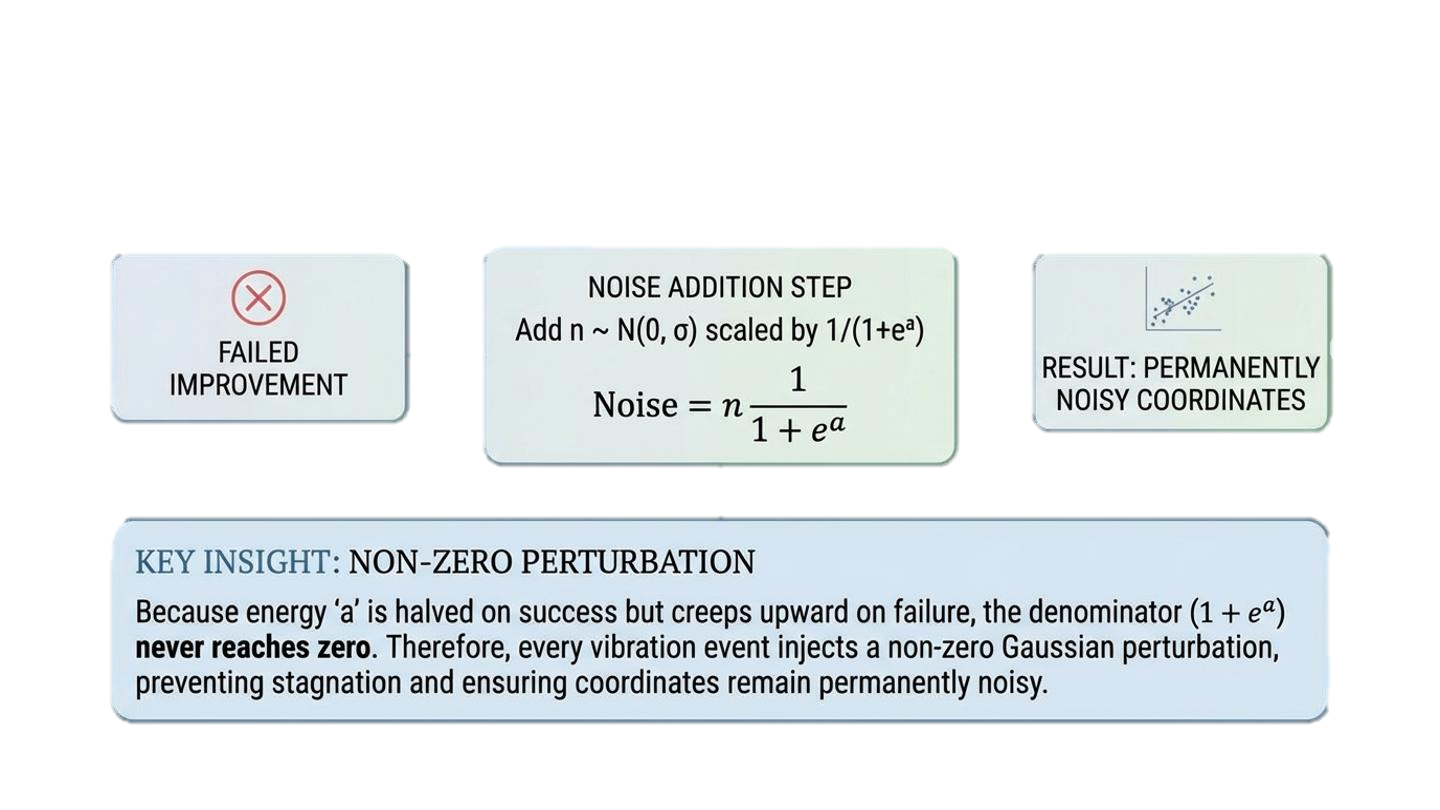 FAILED
IMPROVEMENT
NOISE ADDITION STEP
Add n ~ N(0, σ) scaled by 1/(1+eᵃ)
Noise = n 1/(1 + eᵃ)
RESULT: PERMANENTLY
NOISY COORDINATES
KEY INSIGHT: NON-ZERO PERTURBATION
Because energy ‘a’ is halved on success but creeps upward on failure, the denominator (1 + eᵃ)
never reaches zero. Therefore, every vibration event injects a non-zero Gaussian perturbation,
preventing stagnation and ensuring coordinates remain permanently noisy.